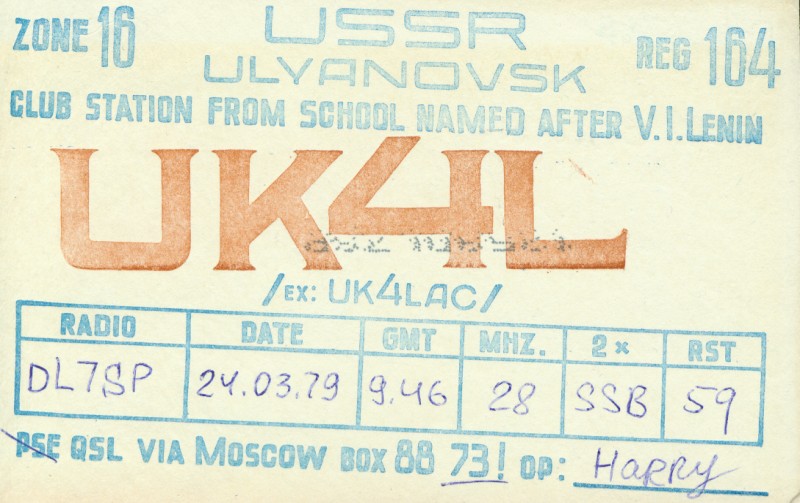 ZONE 16 USSR REG 164
ULYANOVSK
CLUB STATION FROM SCHOOL NAMED AFTER V.I.LENIN
UK4L
/EX: UK4LAC/
RADIO DATE GMT MHZ. 2× RST
DL7SP 24.03.79 9.46 28 SSB 59
PSE QSL VIA MOSCOW BOX 88 73! OP: Harry